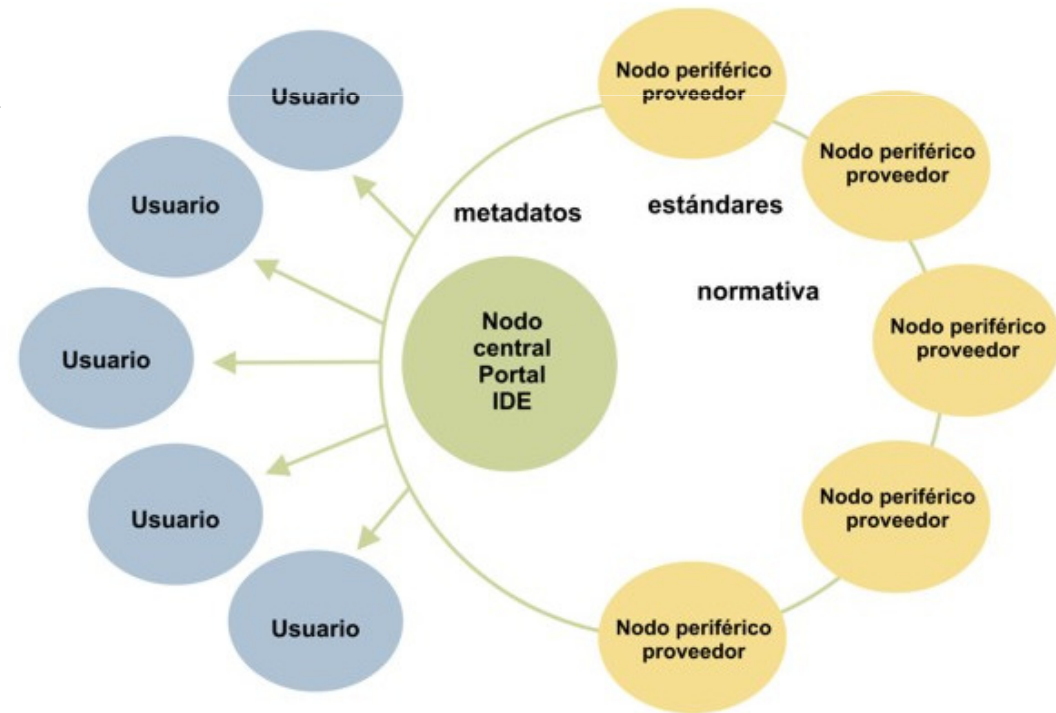 Usuario
Usuario
Usuario
Usuario
Usuario
metadatos
estándares
normativa
Nodo
central
Portal
IDE
Nodo periférico
proveedor
Nodo periférico
proveedor
Nodo periférico
proveedor
Nodo periférico
proveedor
Nodo periférico
proveedor